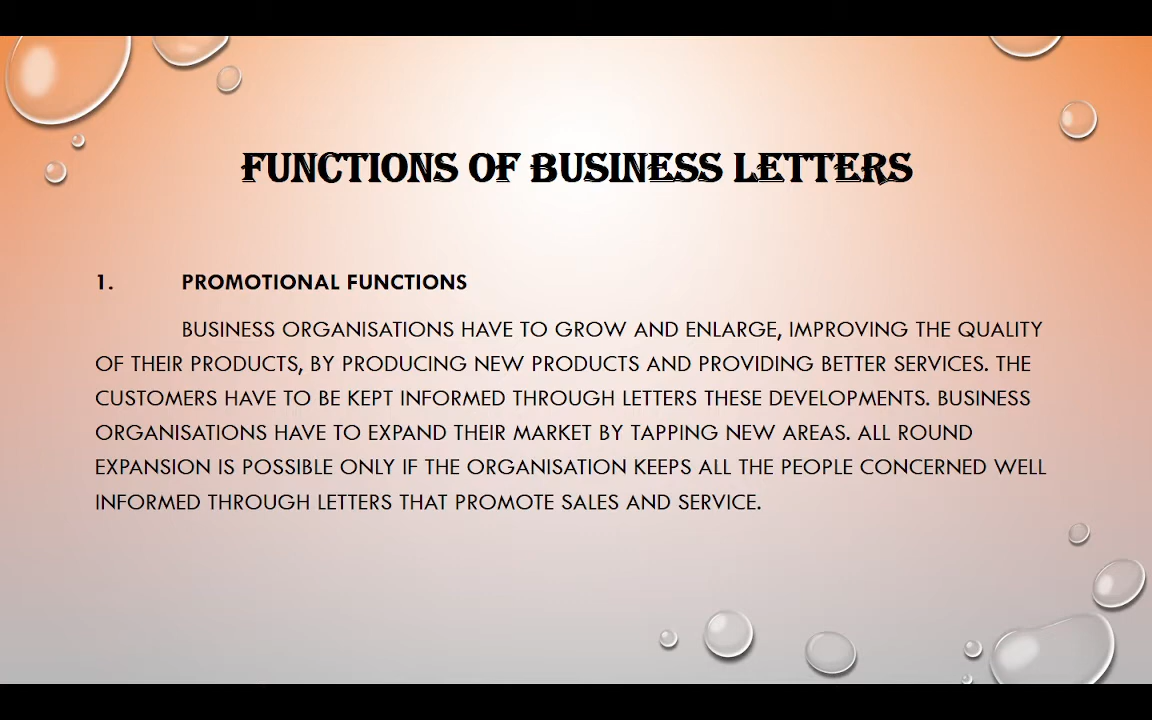 FUNCTIONS OF BUSINESS LETTERS
1. PROMOTIONAL FUNCTIONS
BUSINESS ORGANISATIONS HAVE TO GROW AND ENLARGE, IMPROVING THE QUALITY
OF THEIR PRODUCTS, BY PRODUCING NEW PRODUCTS AND PROVIDING BETTER SERVICES. THE
CUSTOMERS HAVE TO BE KEPT INFORMED THROUGH LETTERS THESE DEVELOPMENTS. BUSINESS
ORGANISATIONS HAVE TO EXPAND THEIR MARKET BY TAPPING NEW AREAS. ALL ROUND
EXPANSION IS POSSIBLE ONLY IF THE ORGANISATION KEEPS ALL THE PEOPLE CONCERNED WELL
INFORMED THROUGH LETTERS THAT PROMOTE SALES AND SERVICE.